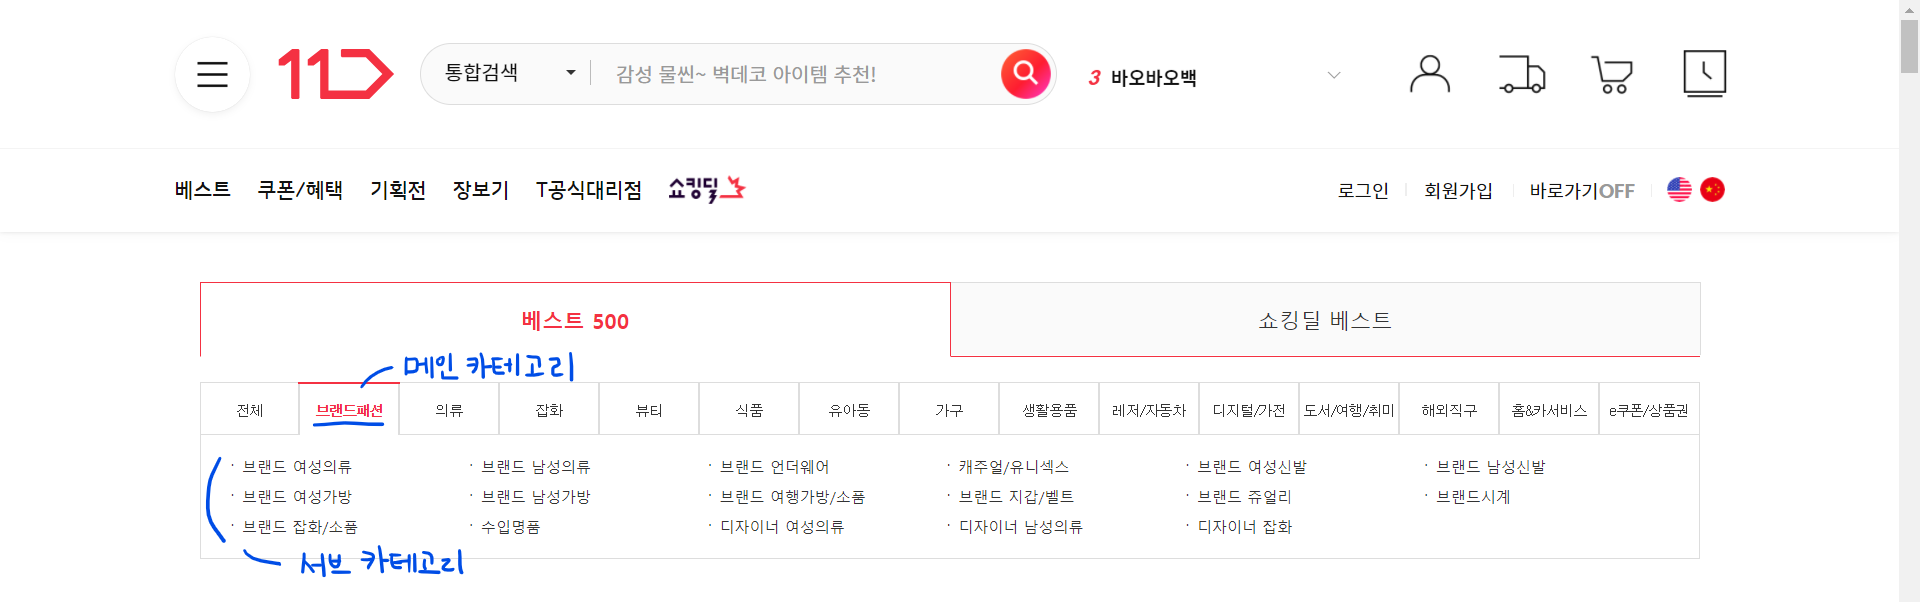 11
통합검색 감성 물씬~ 벽데코 아이템 추천! 3 바오바오백
베스트 쿠폰/혜택 기획전 장보기 T공식대리점 쇼킹딜 로그인 회원가입 바로가기OFF
베스트 500 쇼킹딜 베스트
메인 카테고리
전체 브랜드패션 의류 잡화 뷰티 식품 유아동 가구 생활용품 레저/자동차 디지털/가전 도서/여행/취미 해외직구 홈&카서비스 e쿠폰/상품권
· 브랜드 여성의류 · 브랜드 남성의류 · 브랜드 언더웨어 · 캐주얼/유니섹스 · 브랜드 여성신발 · 브랜드 남성신발
· 브랜드 여성가방 · 브랜드 남성가방 · 브랜드 여행가방/소품 · 브랜드 지갑/벨트 · 브랜드 쥬얼리 · 브랜드시계
· 브랜드 잡화/소품 · 수입명품 · 디자이너 여성의류 · 디자이너 남성의류 · 디자이너 잡화
서브 카테고리